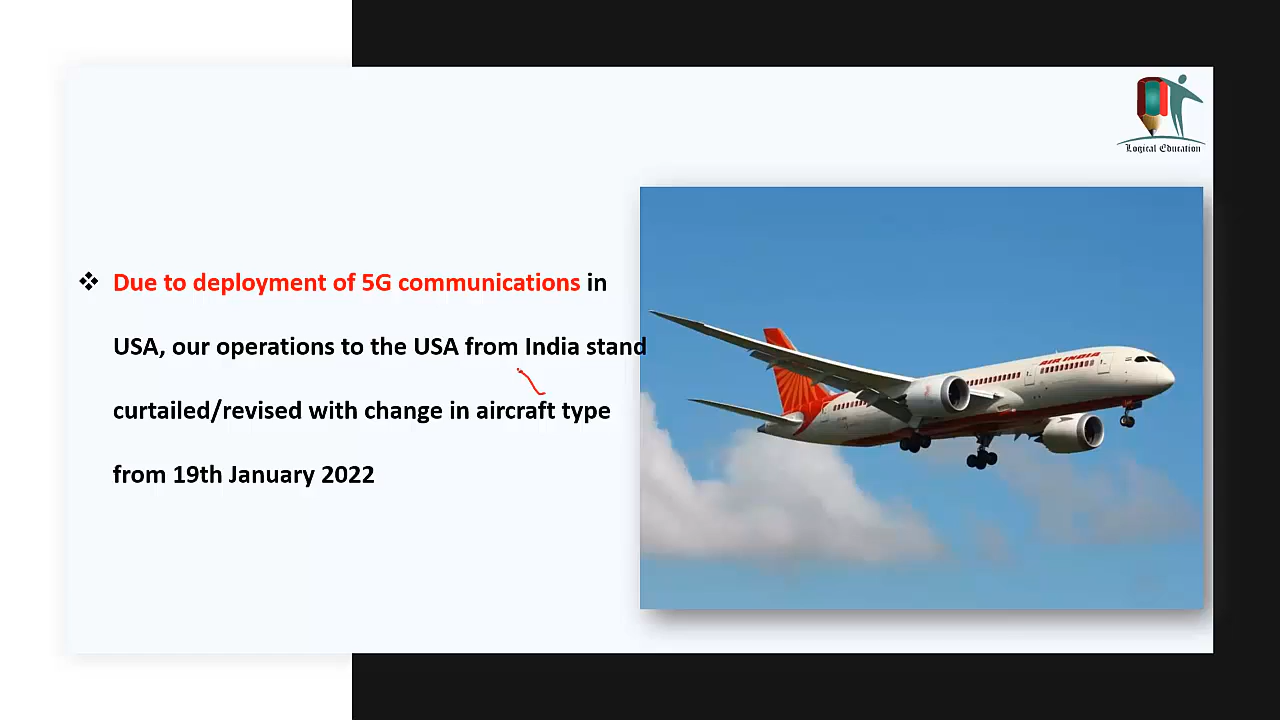 Logical Education
Due to deployment of 5G communications in
USA, our operations to the USA from India stand
curtailed/revised with change in aircraft type
from 19th January 2022
AIR INDIA